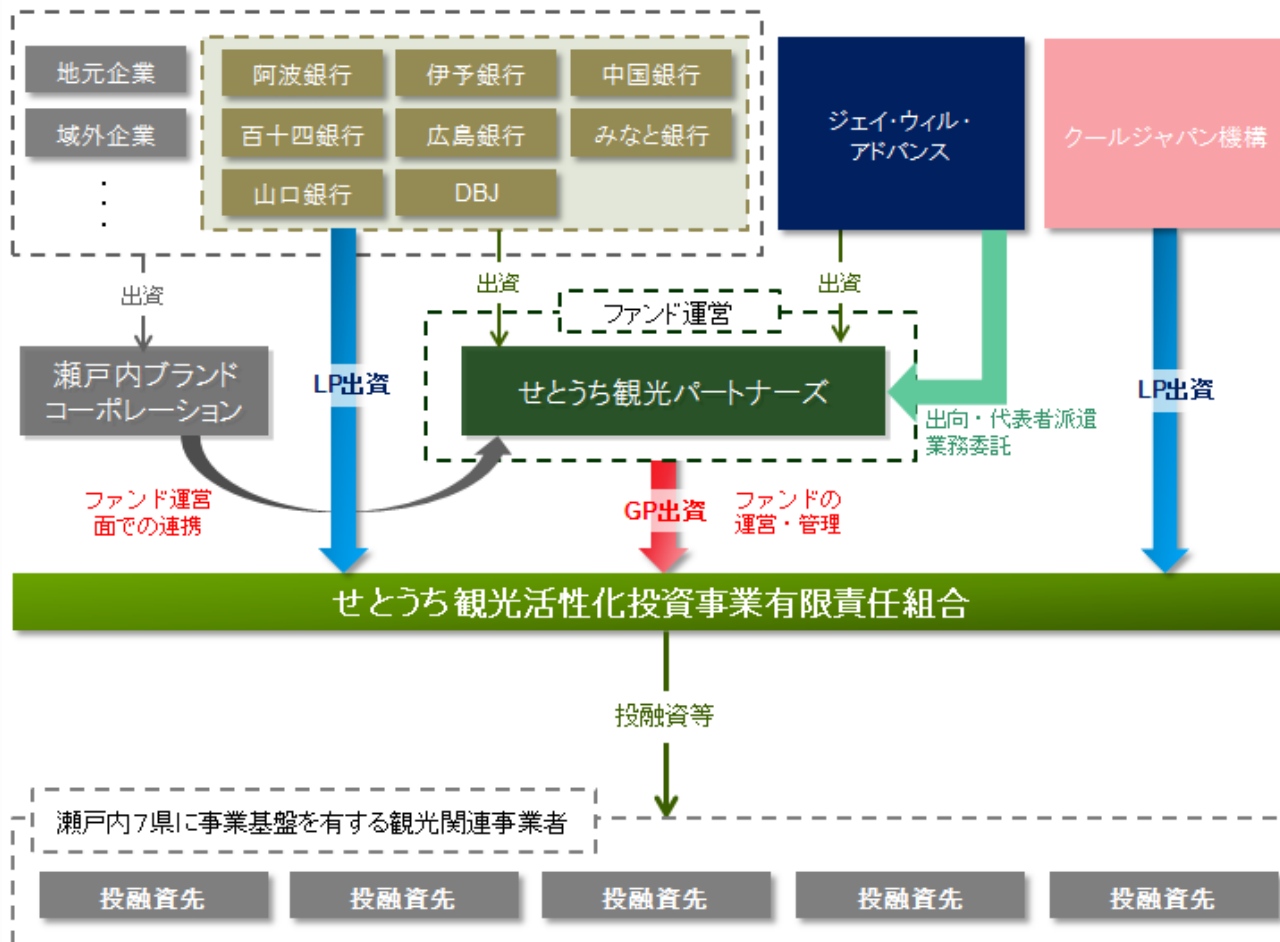 地元企業
域外企業
：
・
阿波銀行
伊予銀行
中国銀行
百十四銀行
広島銀行
みなと銀行
山口銀行
DBJ
ジェイ・ウィル・
アドバンス
クールジャパン機構
出資
出資
出資
ファンド運営
瀬戸内ブランド
コーポレーション
LP出資
せとうち観光パートナーズ
LP出資
出向・代表者派遣
業務委託
ファンド運営
面での連携
GP出資
ファンドの
運営・管理
せとうち観光活性化投資事業有限責任組合
投融資等
瀬戸内7県に事業基盤を有する観光関連事業者
投融資先
投融資先
投融資先
投融資先
投融資先